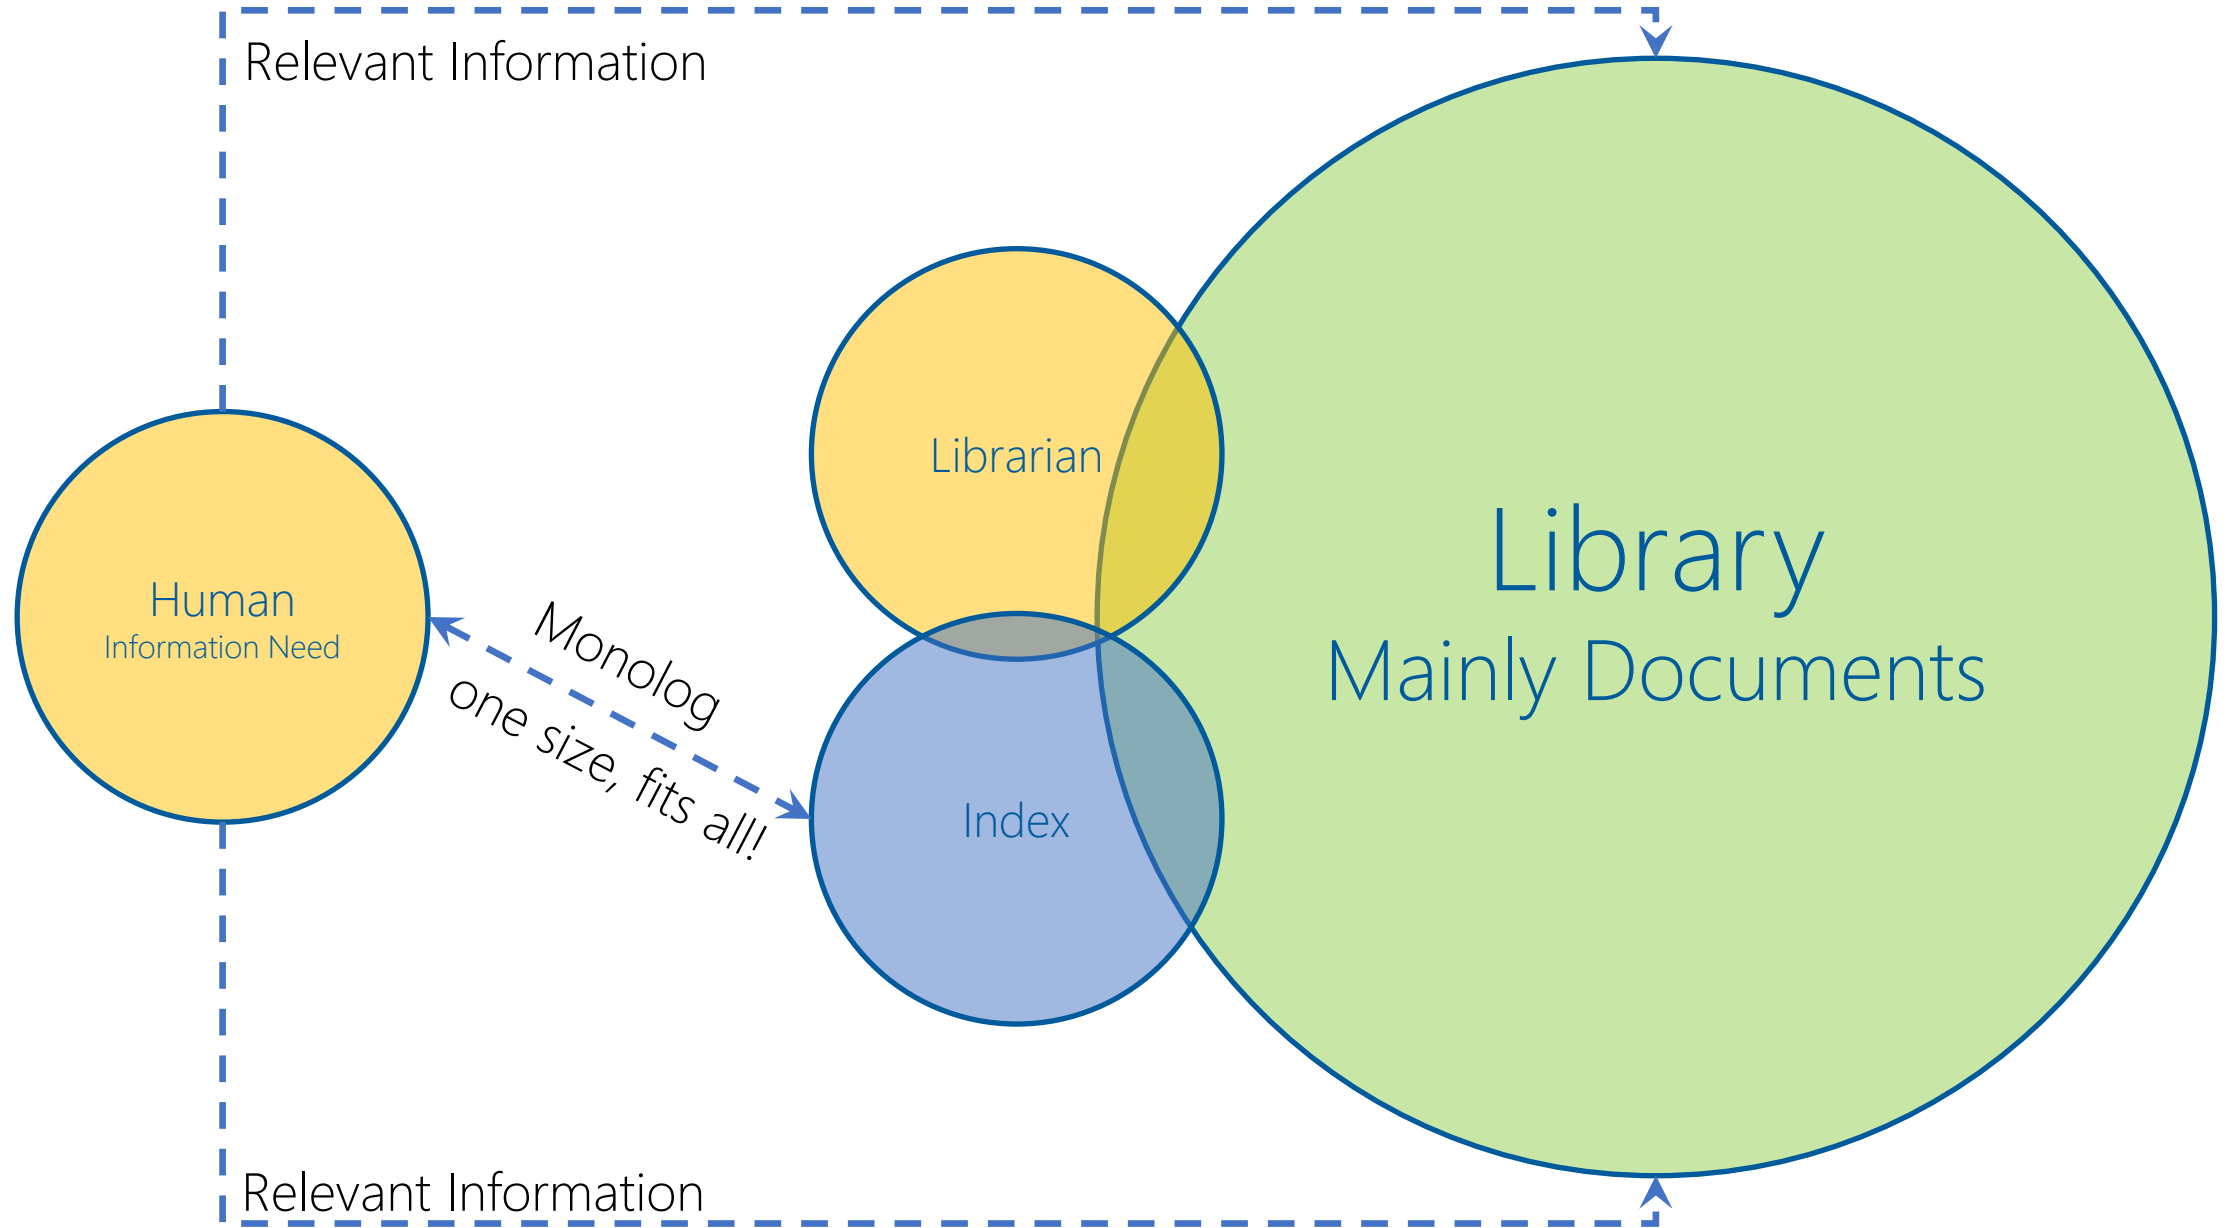 Relevant Information
Librarian
Library
Mainly Documents
Human
Information Need
Monolog
one size, fits all!
Index
Relevant Information